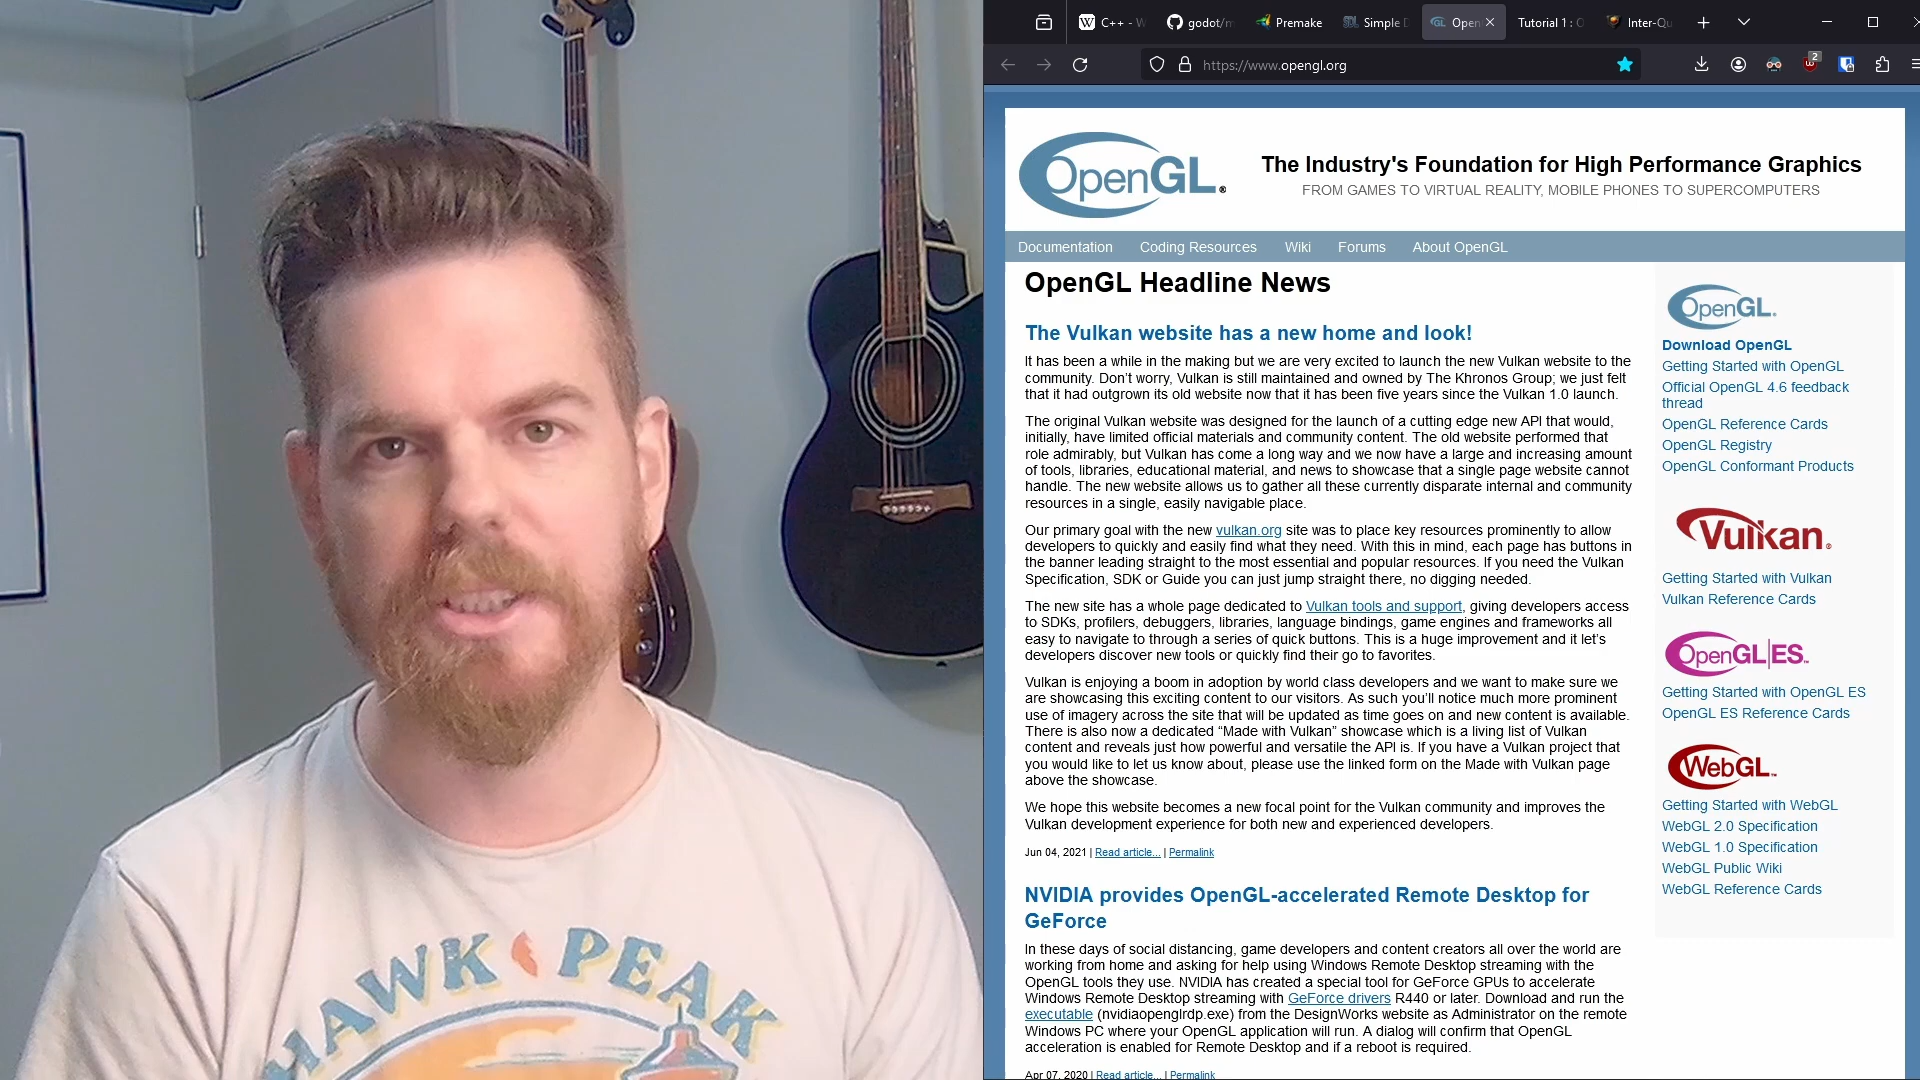 HAWK PEAK
C++ - W
godot/m
Premake
Simple D
Open
Tutorial 1 : O
Inter-Qu
https://www.opengl.org
2
OpenGL®
The Industry's Foundation for High Performance Graphics
FROM GAMES TO VIRTUAL REALITY, MOBILE PHONES TO SUPERCOMPUTERS
Documentation Coding Resources Wiki Forums About OpenGL
OpenGL Headline News
The Vulkan website has a new home and look!
It has been a while in the making but we are very excited to launch the new Vulkan website to the
community. Don't worry, Vulkan is still maintained and owned by The Khronos Group; we just felt
that it had outgrown its old website now that it has been five years since the Vulkan 1.0 launch.
The original Vulkan website was designed for the launch of a cutting edge new API that would,
initially, have limited official materials and community content. The old website performed that
role admirably, but Vulkan has come a long way and we now have a large and increasing amount
of tools, libraries, educational material, and news to showcase that a single page website cannot
handle. The new website allows us to gather all these currently disparate internal and community
resources in a single, easily navigable place.
Our primary goal with the new vulkan.org site was to place key resources prominently to allow
developers to quickly and easily find what they need. With this in mind, each page has buttons in
the banner leading straight to the most essential and popular resources. If you need the Vulkan
Specification, SDK or Guide you can just jump straight there, no digging needed.
The new site has a whole page dedicated to Vulkan tools and support, giving developers access
to SDKs, profilers, debuggers, libraries, language bindings, game engines and frameworks all
easy to navigate to through a series of quick buttons. This is a huge improvement and it let's
developers discover new tools or quickly find their go to favorites.
Vulkan is enjoying a boom in adoption by world class developers and we want to make sure we
are showcasing this exciting content to our visitors. As such you'll notice much more prominent
use of imagery across the site that will be updated as time goes on and new content is available.
There is also now a dedicated “Made with Vulkan” showcase which is a living list of Vulkan
content and reveals just how powerful and versatile the API is. If you have a Vulkan project that
you would like to let us know about, please use the linked form on the Made with Vulkan page
above the showcase.
We hope this website becomes a new focal point for the Vulkan community and improves the
Vulkan development experience for both new and experienced developers.
Jun 04, 2021 | Read article... | Permalink
NVIDIA provides OpenGL-accelerated Remote Desktop for
GeForce
In these days of social distancing, game developers and content creators all over the world are
working from home and asking for help using Windows Remote Desktop streaming with the
OpenGL tools they use. NVIDIA has created a special tool for GeForce GPUs to accelerate
Windows Remote Desktop streaming with GeForce drivers R440 or later. Download and run the
executable (nvidiaopenglrdp.exe) from the DesignWorks website as Administrator on the remote
Windows PC where your OpenGL application will run. A dialog will confirm that OpenGL
acceleration is enabled for Remote Desktop and if a reboot is required.
Apr 07, 2020 | Read article... | Permalink
OpenGL.
Download OpenGL
Getting Started with OpenGL
Official OpenGL 4.6 feedback
thread
OpenGL Reference Cards
OpenGL Registry
OpenGL Conformant Products
Vulkan.
Getting Started with Vulkan
Vulkan Reference Cards
OpenGL|ES™
Getting Started with OpenGL ES
OpenGL ES Reference Cards
WebGL™
Getting Started with WebGL
WebGL 2.0 Specification
WebGL 1.0 Specification
WebGL Public Wiki
WebGL Reference Cards